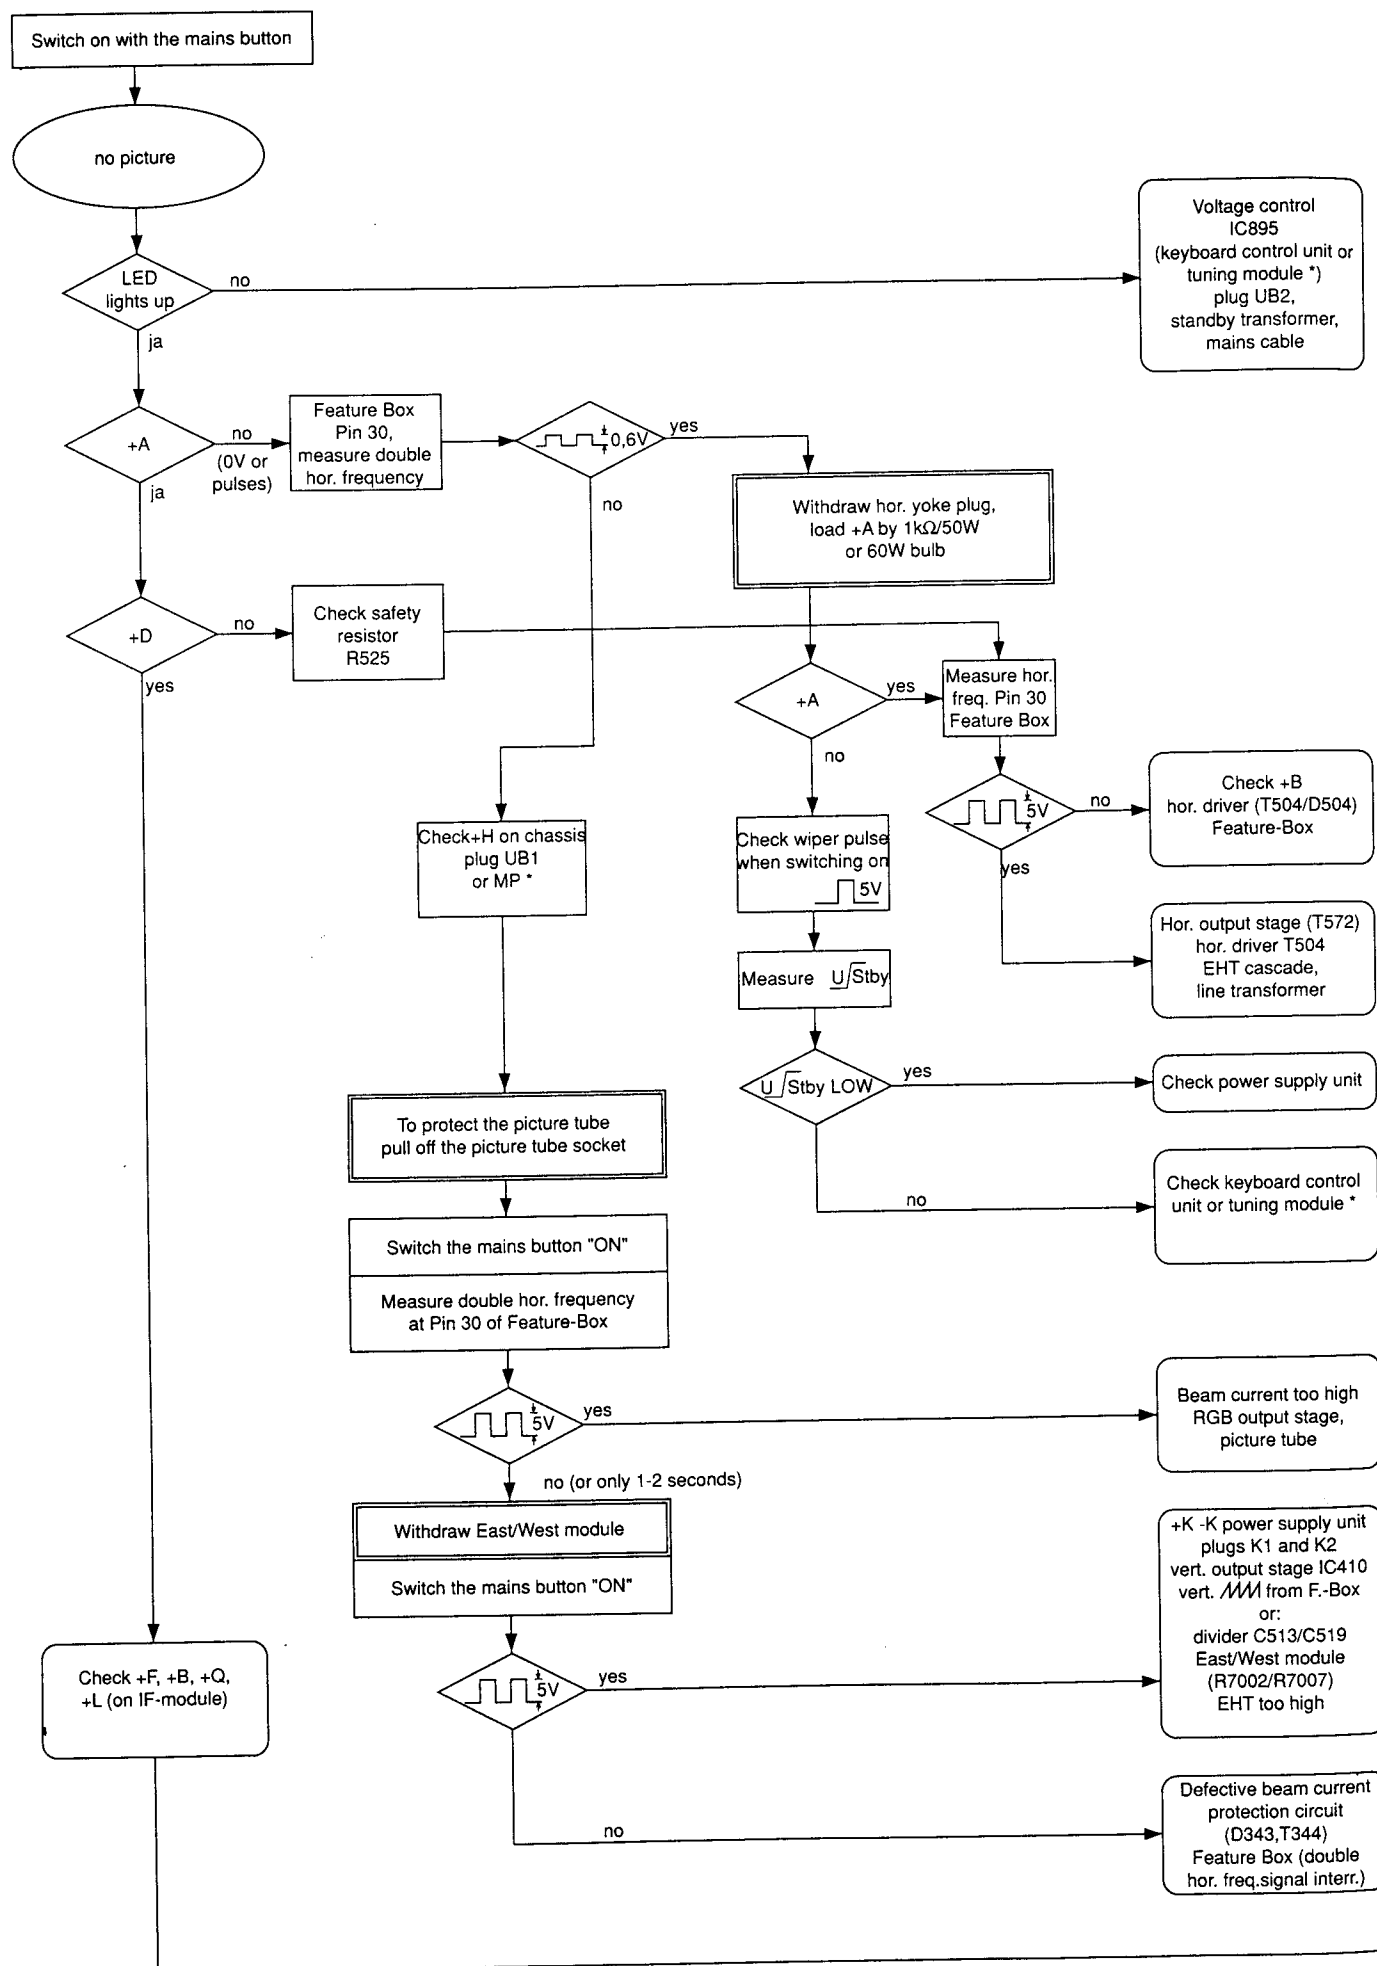 Switch on with the mains button
no picture
LED
lights up
no
ja
Voltage control
IC895
(keyboard control unit or
tuning module *)
plug UB2,
standby transformer,
mains cable
+A
no
(0V or
pulses)
ja
Feature Box
Pin 30,
measure double
hor. frequency
0,6V
yes
no
Withdraw hor. yoke plug,
load +A by 1kΩ/50W
or 60W bulb
+D
no
yes
Check safety
resistor
R525
+A
yes
no
Measure hor.
freq. Pin 30
Feature Box
5V
no
yes
Check +B
hor. driver (T504/D504)
Feature-Box
Check+H on chassis
plug UB1
or MP *
Check wiper pulse
when switching on
5V
Hor. output stage (T572)
hor. driver T504
EHT cascade,
line transformer
Measure U/Stby
U/Stby LOW
yes
no
Check power supply unit
To protect the picture tube
pull off the picture tube socket
Check keyboard control
unit or tuning module *
Switch the mains button "ON"
Measure double hor. frequency
at Pin 30 of Feature-Box
5V
yes
no (or only 1-2 seconds)
Beam current too high
RGB output stage,
picture tube
Withdraw East/West module
Switch the mains button "ON"
+K -K power supply unit
plugs K1 and K2
vert. output stage IC410
vert. from F.-Box
or:
divider C513/C519
East/West module
(R7002/R7007)
EHT too high
5V
yes
no
Check +F, +B, +Q,
+L (on IF-module)
Defective beam current
protection circuit
(D343,T344)
Feature Box (double
hor. freq.signal interr.)